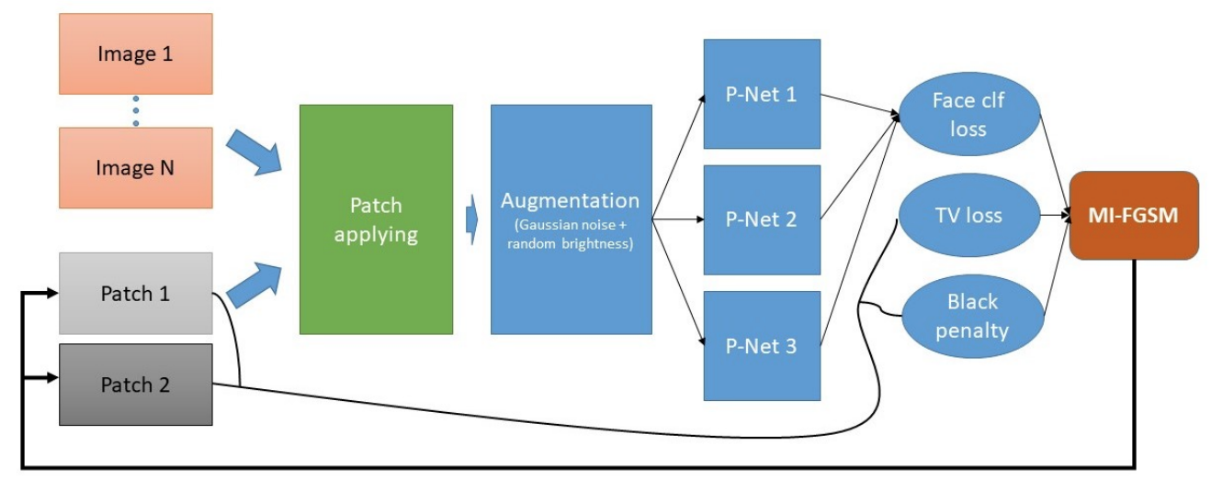 Image 1
Image N
Patch 1
Patch 2
Patch
applying
Augmentation
(Gaussian noise +
random brightness)
P-Net 1
P-Net 2
P-Net 3
Face clf
loss
TV loss
Black
penalty
MI-FGSM